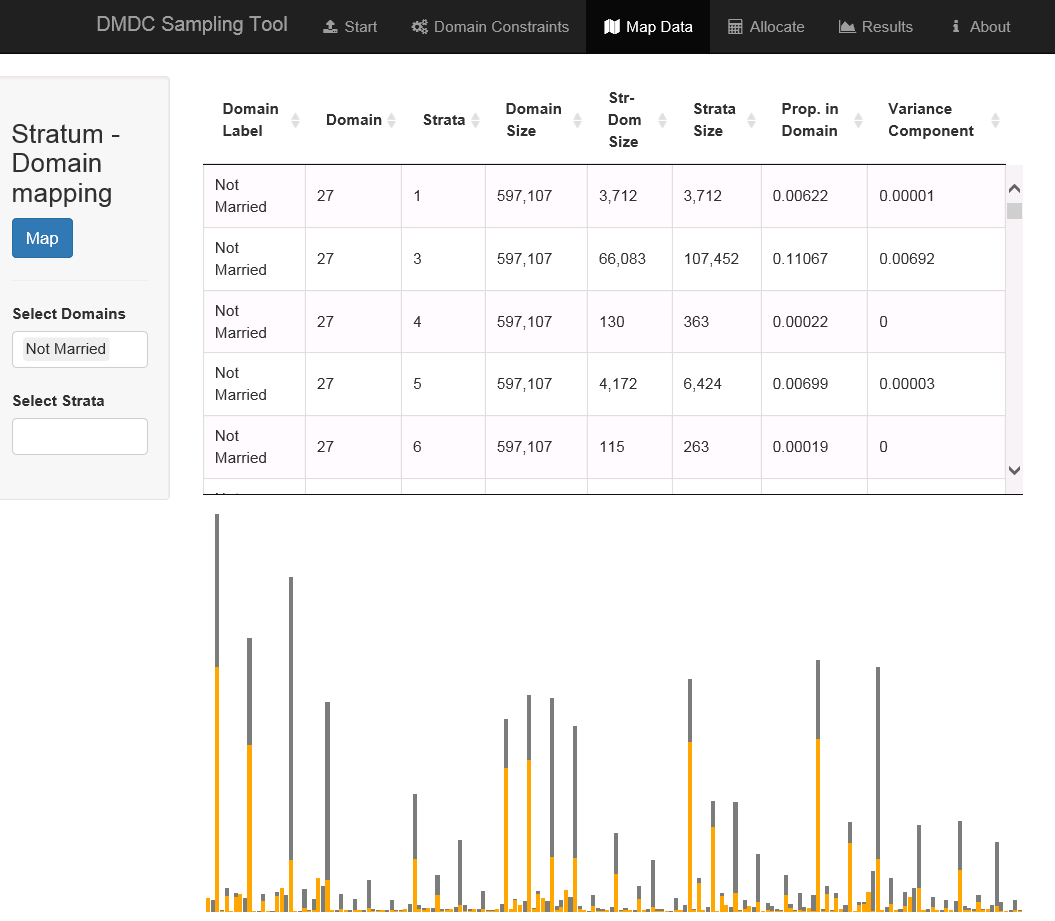 DMDC Sampling Tool Start Domain Constraints Map Data Allocate Results About
Stratum -
Domain
mapping
Map
Select Domains
Not Married
Select Strata
Domain Label Domain Strata Domain Size Str-Dom Size Strata Size Prop. in Domain Variance Component
Not Married 27 1 597,107 3,712 3,712 0.00622 0.00001
Not Married 27 3 597,107 66,083 107,452 0.11067 0.00692
Not Married 27 4 597,107 130 363 0.00022 0
Not Married 27 5 597,107 4,172 6,424 0.00699 0.00003
Not Married 27 6 597,107 115 263 0.00019 0